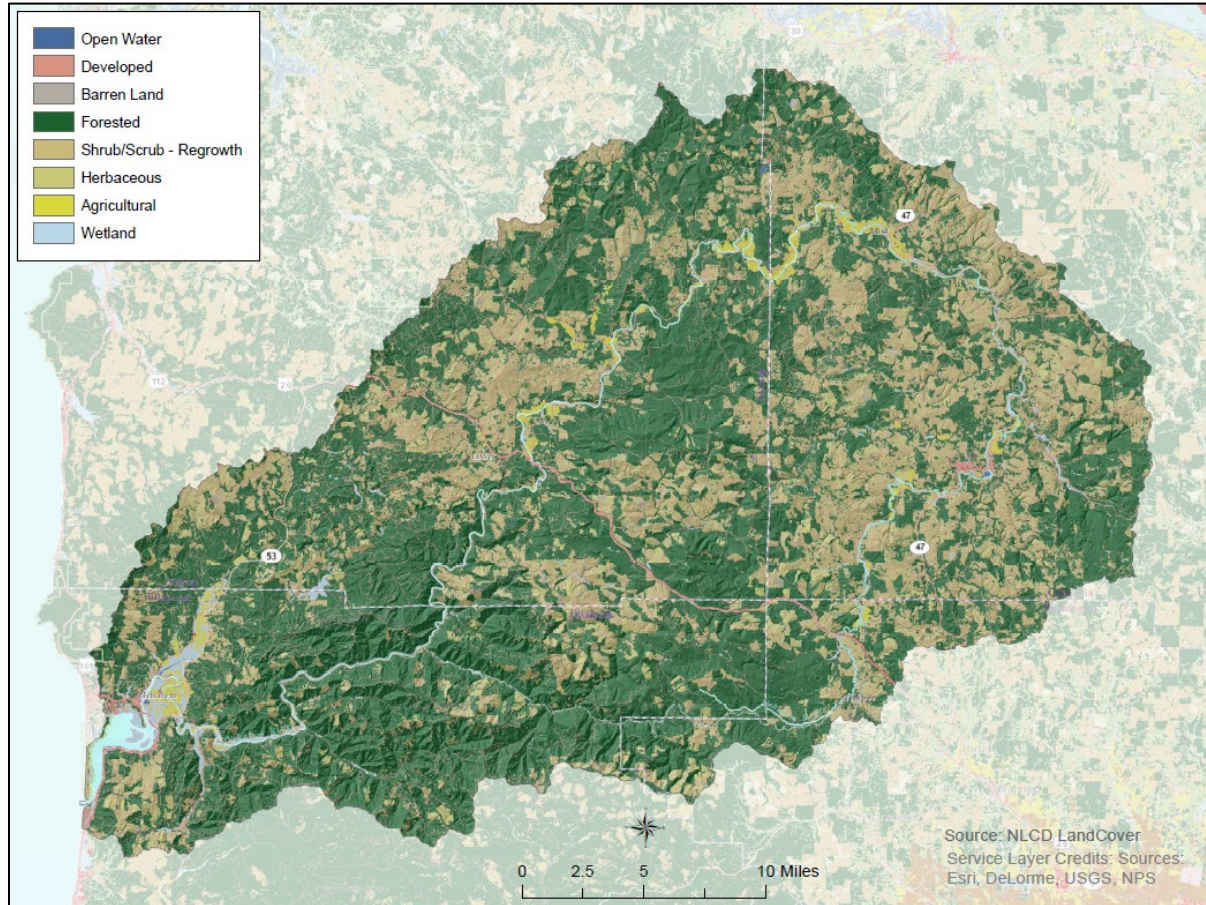 Open Water
Developed
Barren Land
Forested
Shrub/Scrub - Regrowth
Herbaceous
Agricultural
Wetland
30
47
112
26
53
47
101
0 2.5 5 10 Miles
Source: NLCD LandCover
Service Layer Credits: Sources:
Esri, DeLorme, USGS, NPS